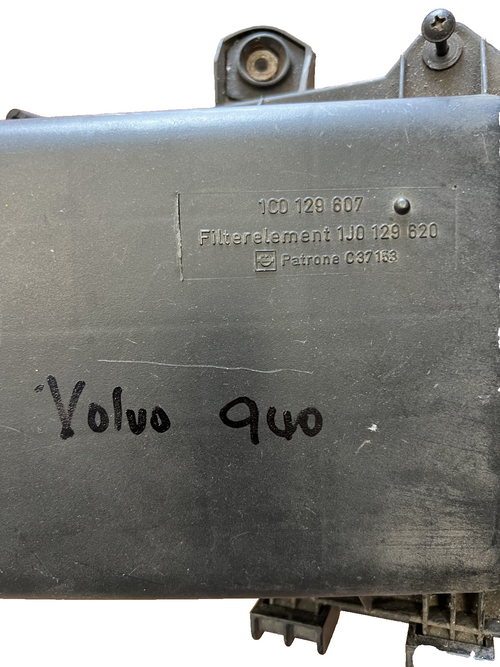 1C0 129 607
Filterelement 1J0 129 620
Patrone C37153
Volvo 940